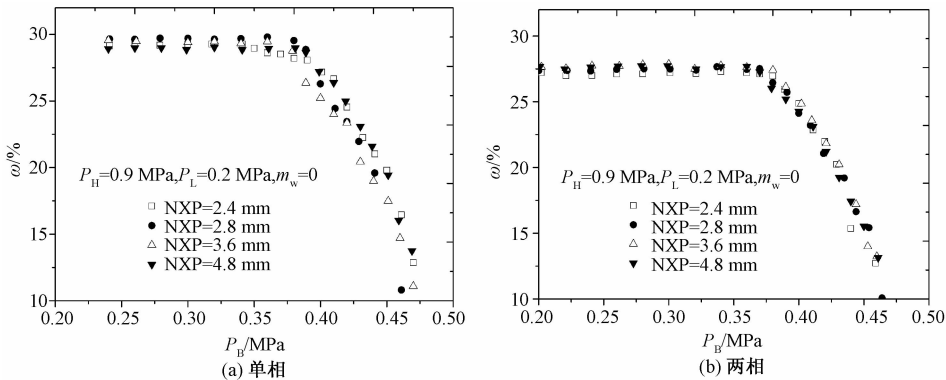 30
25
20
15
10
ω/%
P_H=0.9 MPa,P_L=0.2 MPa,m_w=0
NXP=2.4 mm
NXP=2.8 mm
NXP=3.6 mm
NXP=4.8 mm
0.20 0.25 0.30 0.35 0.40 0.45 0.50
P_B/MPa
(a) 单相
30
25
20
15
10
ω/%
P_H=0.9 MPa,P_L=0.2 MPa,m_w=0
NXP=2.4 mm
NXP=2.8 mm
NXP=3.6 mm
NXP=4.8 mm
0.20 0.25 0.30 0.35 0.40 0.45 0.50
P_B/MPa
(b) 两相